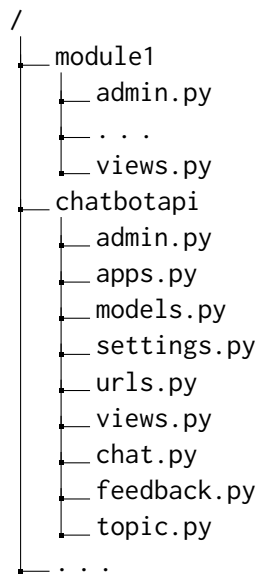 /
module1
admin.py
. . .
views.py
chatbotapi
admin.py
apps.py
models.py
settings.py
urls.py
views.py
chat.py
feedback.py
topic.py
. . .